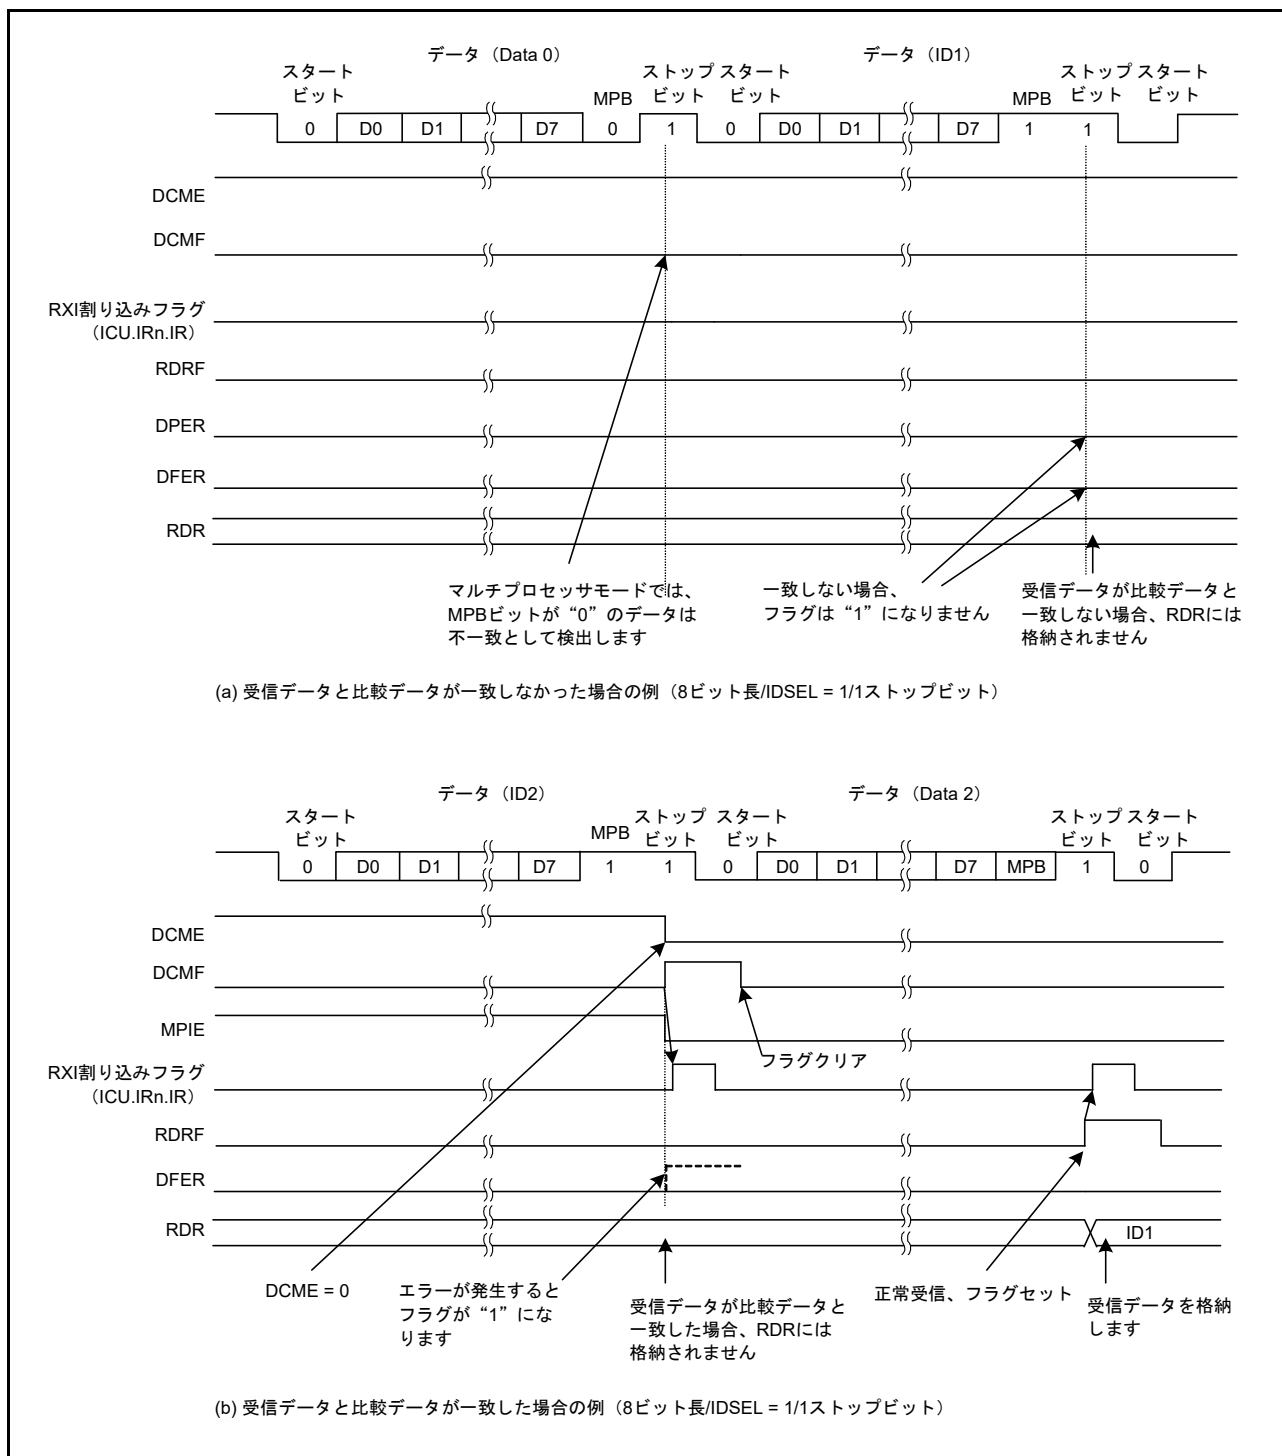 データ（Data 0）
データ（ID1）
スタート
ビット
MPB
ストップ
ビット
スタート
ビット
MPB
ストップ
ビット
スタート
ビット
0 D0 D1 D7 0 1 0 D0 D1 D7 1 1
DCME
DCMF
RXI割り込みフラグ
（ICU.IRn.IR）
RDRF
DPER
DFER
RDR
マルチプロセッサモードでは、
MPBビットが“0”のデータは
不一致として検出します
一致しない場合、
フラグは“1”になりません
受信データが比較データと
一致しない場合、RDRには
格納されません
(a) 受信データと比較データが一致しなかった場合の例（8ビット長/IDSEL = 1/1ストップビット）
データ（ID2）
データ（Data 2）
スタート
ビット
MPB
ストップ
ビット
スタート
ビット
ストップ
ビット
スタート
ビット
0 D0 D1 D7 1 1 0 D0 D1 D7 MPB 1 0
DCME
DCMF
MPIE
フラグクリア
RXI割り込みフラグ
（ICU.IRn.IR）
RDRF
DFER
RDR
ID1
DCME = 0
エラーが発生すると
フラグが“1”にな
ります
受信データが比較データと
一致した場合、RDRには
格納されません
正常受信、フラグセット
受信データを格納
します
(b) 受信データと比較データが一致した場合の例（8ビット長/IDSEL = 1/1ストップビット）